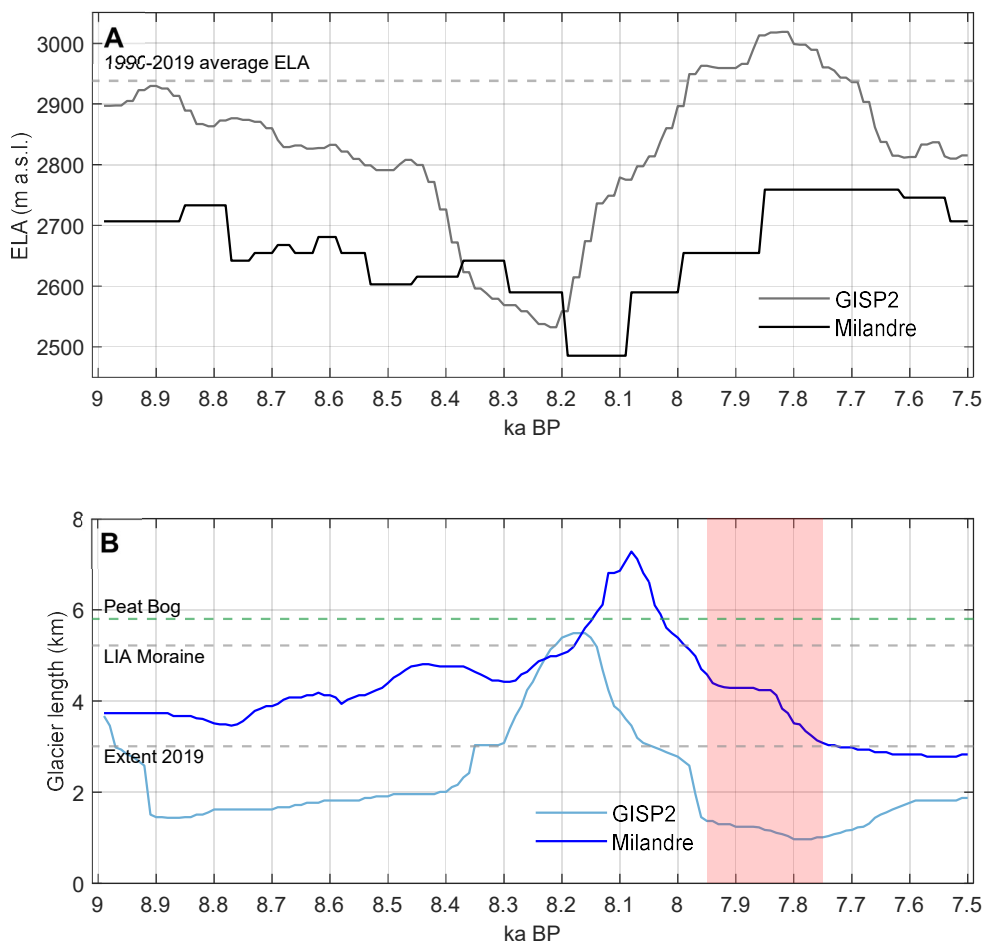 A
1990-2019 average ELA
3000
2900
2800
2700
2600
2500
ELA (m a.s.l.)
GISP2
Milandre
9 8.9 8.8 8.7 8.6 8.5 8.4 8.3 8.2 8.1 8 7.9 7.8 7.7 7.6 7.5
ka BP
B
8
6
4
2
0
Glacier length (km)
Peat Bog
LIA Moraine
Extent 2019
GISP2
Milandre
9 8.9 8.8 8.7 8.6 8.5 8.4 8.3 8.2 8.1 8 7.9 7.8 7.7 7.6 7.5
ka BP